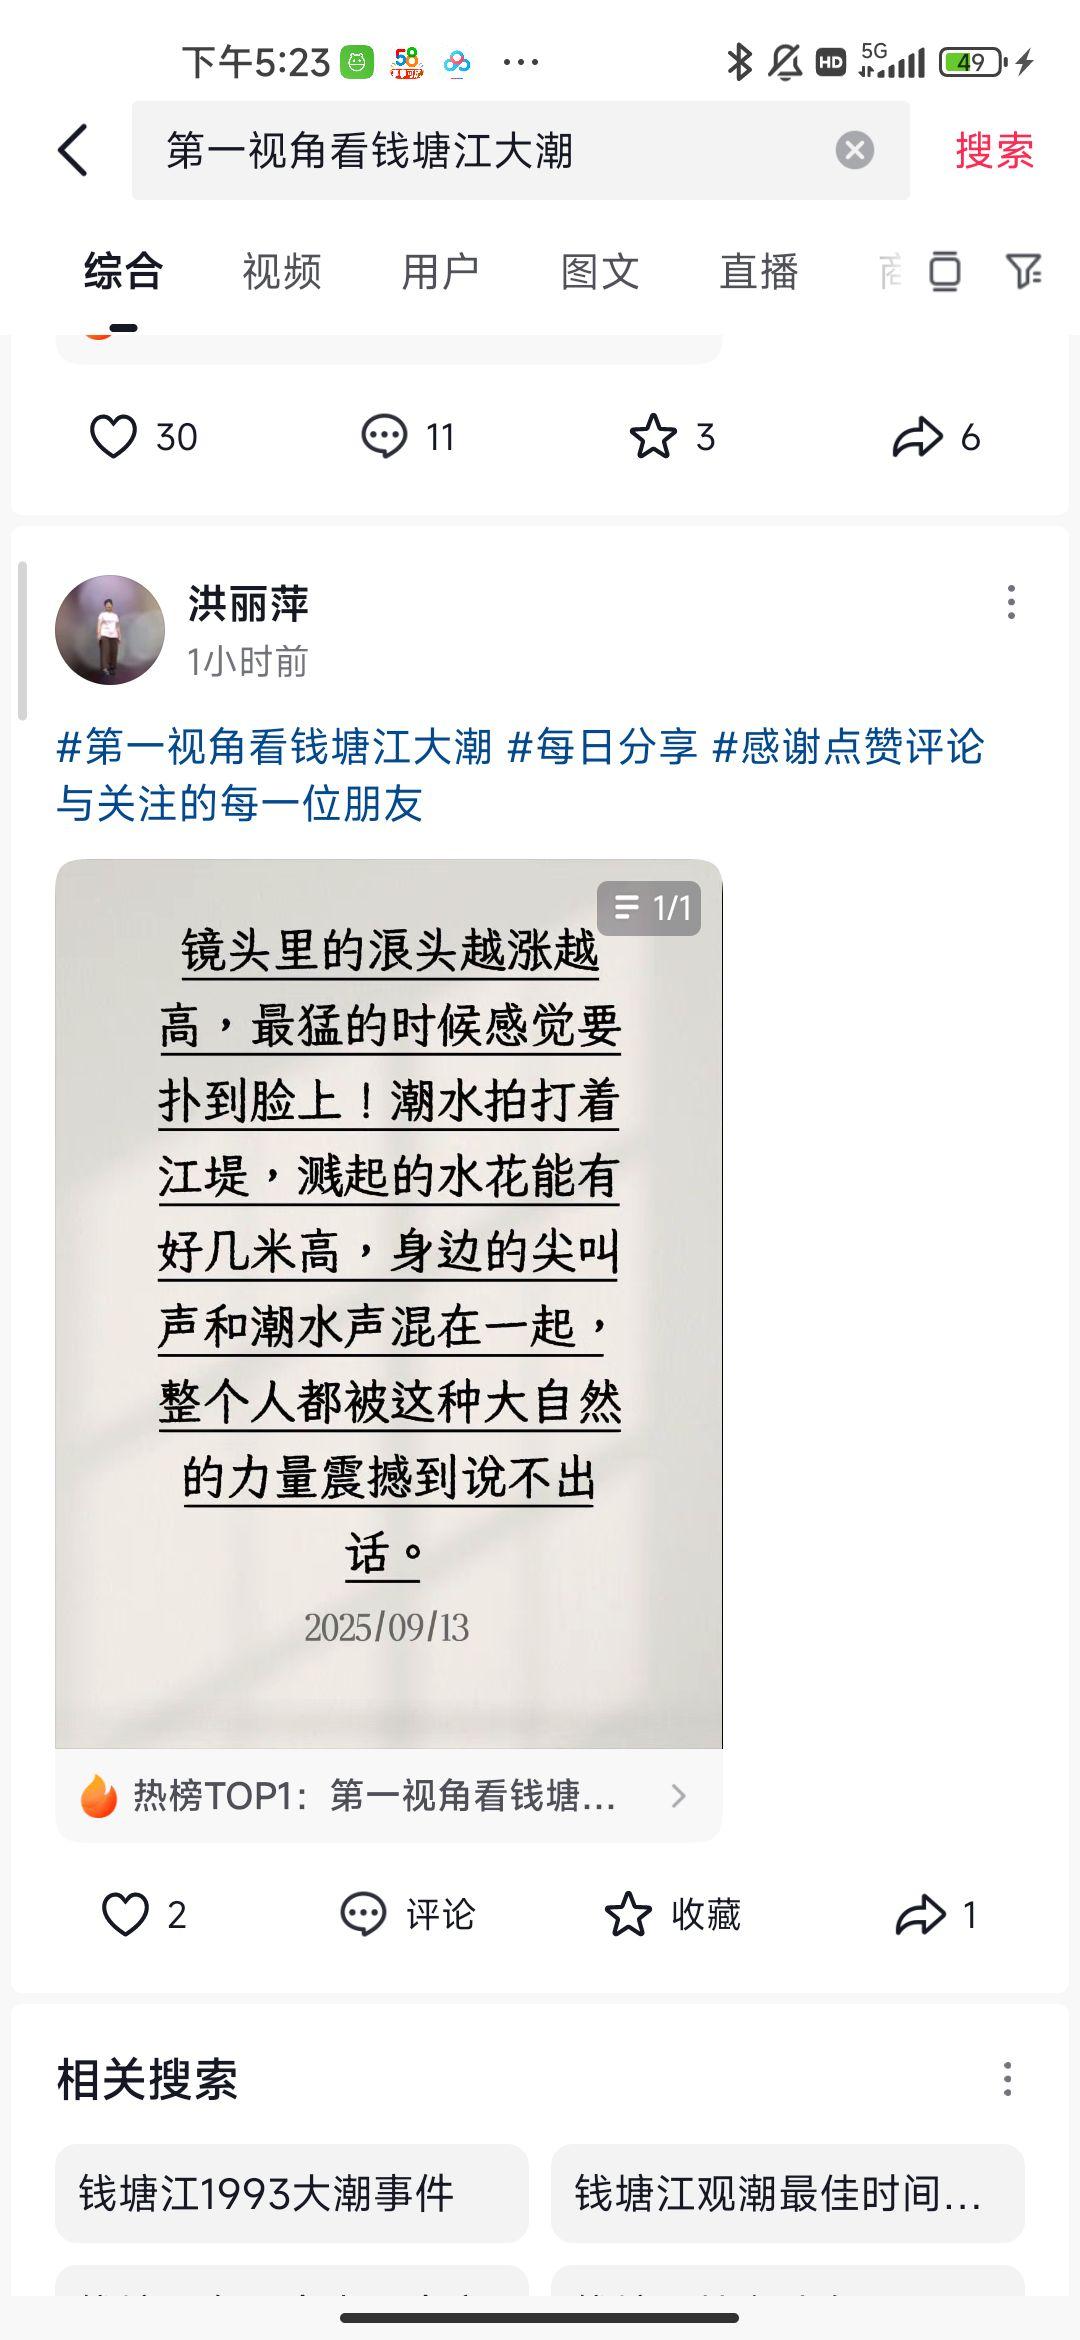 下午5:23 58 HD 5G 49
第一视角看钱塘江大潮 搜索
综合 视频 用户 图文 直播
30 11 3 6
洪丽萍
1小时前
#第一视角看钱塘江大潮 #每日分享 #感谢点赞评论
与关注的每一位朋友
1/1
镜头里的浪头越涨越
高，最猛的时候感觉要
扑到脸上！潮水拍打着
江堤，溅起的水花能有
好几米高，身边的尖叫
声和潮水声混在一起，
整个人都被这种大自然
的力量震撼到说不出
话。
2025/09/13
热榜TOP1：第一视角看钱塘...
2 评论 收藏 1
相关搜索
钱塘江1993大潮事件 钱塘江观潮最佳时间...